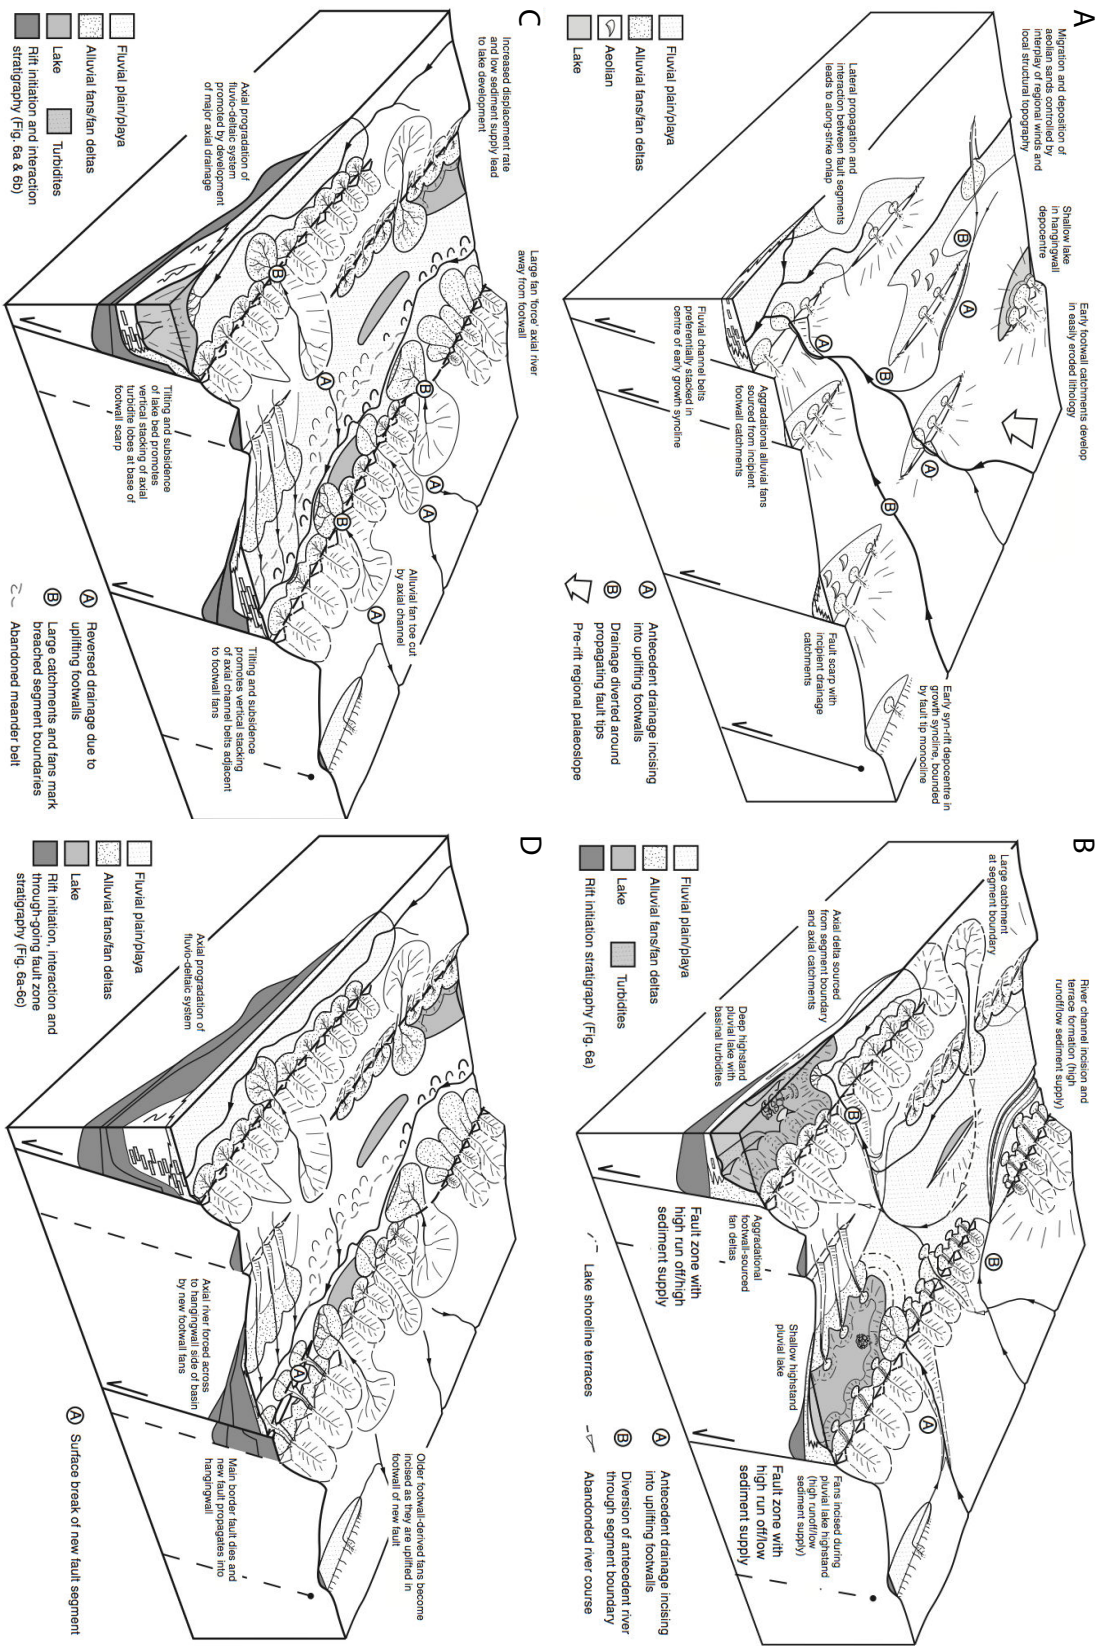 A
Migration and deposition of
aeolian sands controlled by
interplay of regional winds and
local structural topography
Shallow lake
in hangingwall
depocentre
Early footwall catchments develop
in easily eroded lithology
Lateral propagation and
interaction between fault segments
leads to along-strike onlap
Fluvial plain/playa
Alluvial fans/fan deltas
Aeolian
Lake
B
A
A
B
A
B
Fluvial channel belts
preferentially stacked in
centre of early growth syncline
Aggradational alluvial fans
sourced from incipient
footwall catchments
Fault scarp with
incipient drainage
catchments
Early syn-rift depocentre in
growth syncline, bounded
by fault tip monocline
A Antecedent drainage incising
into uplifting footwalls
B Drainage diverted around
propagating fault tips
Pre-rift regional palaeoslope
B
Large catchment
at segment boundary
River channel incision and
terrace formation (high
runoff/low sediment supply)
Axial delta sourced
from segment boundary
and axial catchments
Deep highstand
pluvial lake with
basinal turbidites
Fluvial plain/playa
Alluvial fans/fan deltas
Lake
Turbidites
Rift initiation stratigraphy (Fig. 6a)
B
B
A
Aggradational
footwall-sourced
fan deltas
Fault zone with
high run off/high
sediment supply
Shallow highstand
pluvial lake
Fans incised during
pluvial lake highstand
(high runoff/low
sediment supply)
Fault zone with
high run off/low
sediment supply
Lake shoreline terraces
A Antecedent drainage incising
into uplifting footwalls
B Diversion of antecedent river
through segment boundary
Abandonded river course
C
Increased displacement rate
and low sediment supply lead
to lake development
Large fan 'force' axial river
away from footwall
Axial progradation of
fluvio-deltaic system
promoted by development
of major axial drainage
Fluvial plain/playa
Alluvial fans/fan deltas
Lake
Turbidites
Rift initiation and interaction
stratigraphy (Fig. 6a & 6b)
B
A
B
A
A
B
A
Alluvial fan toe cut
by axial channel
Tilting and subsidence
of lake bed promotes
vertical stacking of axial
turbidite lobes at base of
footwall scarp
Tilting and subsidence
promotes vertical stacking
of axial channel belts adjacent
to footwall fans
A Reversed drainage due to
uplifting footwalls
B Large catchments and fans mark
breached segment boundaries
Abandoned meander belt
D
Axial progradation of
fluvio-deltaic system
Fluvial plain/playa
Alluvial fans/fan deltas
Lake
Rift initiation, interaction and
through-going fault zone
stratigraphy (Fig. 6a-6c)
A
Axial river forced across
to hangingwall side of basin
by new footwall fans
Older footwall-derived fans become
incised as they are uplifted in
footwall of new fault
Main border fault dies and
new fault propagates into
hangingwall
A Surface break of new fault segment